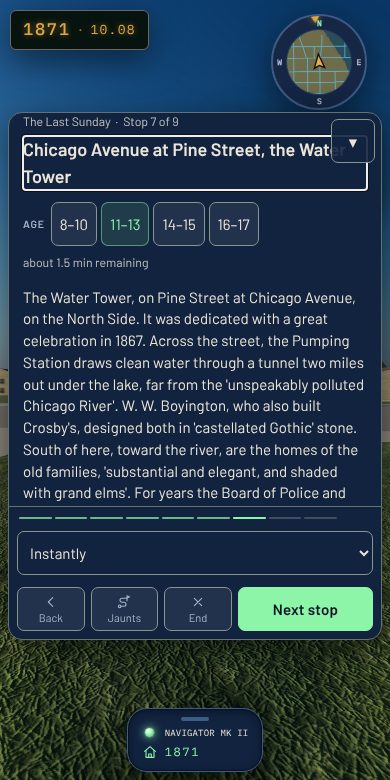 1871 · 10.08
N
W
E
S
The Last Sunday · Stop 7 of 9
Chicago Avenue at Pine Street, the Water
Tower
AGE
8–10
11–13
14–15
16–17
about 1.5 min remaining
The Water Tower, on Pine Street at Chicago Avenue,
on the North Side. It was dedicated with a great
celebration in 1867. Across the street, the Pumping
Station draws clean water through a tunnel two miles
out under the lake, far from the 'unspeakably polluted
Chicago River'. W. W. Boyington, who also built
Crosby's, designed both in 'castellated Gothic' stone.
South of here, toward the river, are the homes of the
old families, 'substantial and elegant, and shaded
with grand elms'. For years the Board of Police and
Instantly
Back
Jaunts
End
Next stop
NAVIGATOR MK II
1871